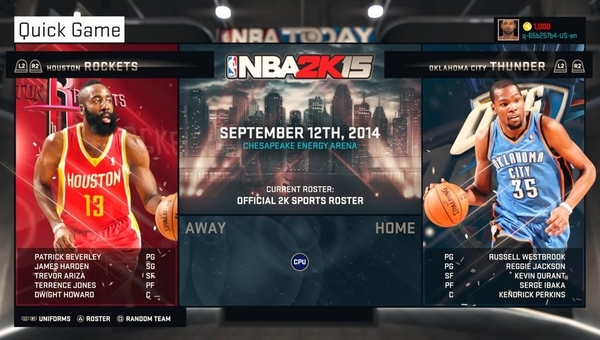 Quick Game
NBA TODAY
1,000
g-65b257b4-US-en
L2 R2 HOUSTON ROCKETS
NBA 2K15
OKLAHOMA CITY THUNDER L2 R2
SEPTEMBER 12TH, 2014
CHESAPEAKE ENERGY ARENA
CURRENT ROSTER:
OFFICIAL 2K SPORTS ROSTER
HOUSTON
13
OKLAHOMA
CITY
35
SPALDING
AWAY
HOME
CPU
PATRICK BEVERLEY PG
JAMES HARDEN SG
TREVOR ARIZA SF
TERRENCE JONES PF
DWIGHT HOWARD C
PG RUSSELL WESTBROOK
PG REGGIE JACKSON
SF KEVIN DURANT
PF SERGE IBAKA
C KENDRICK PERKINS
UNIFORMS ROSTER RANDOM TEAM